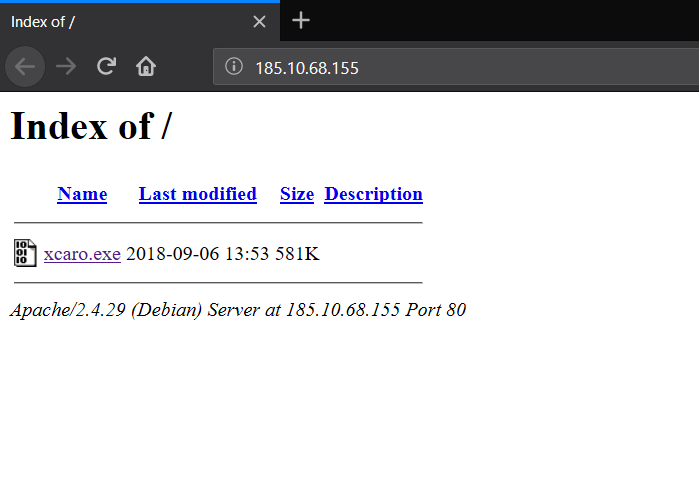 Index of /
185.10.68.155
Index of /
Name Last modified Size Description
xcaro.exe 2018-09-06 13:53 581K
Apache/2.4.29 (Debian) Server at 185.10.68.155 Port 80